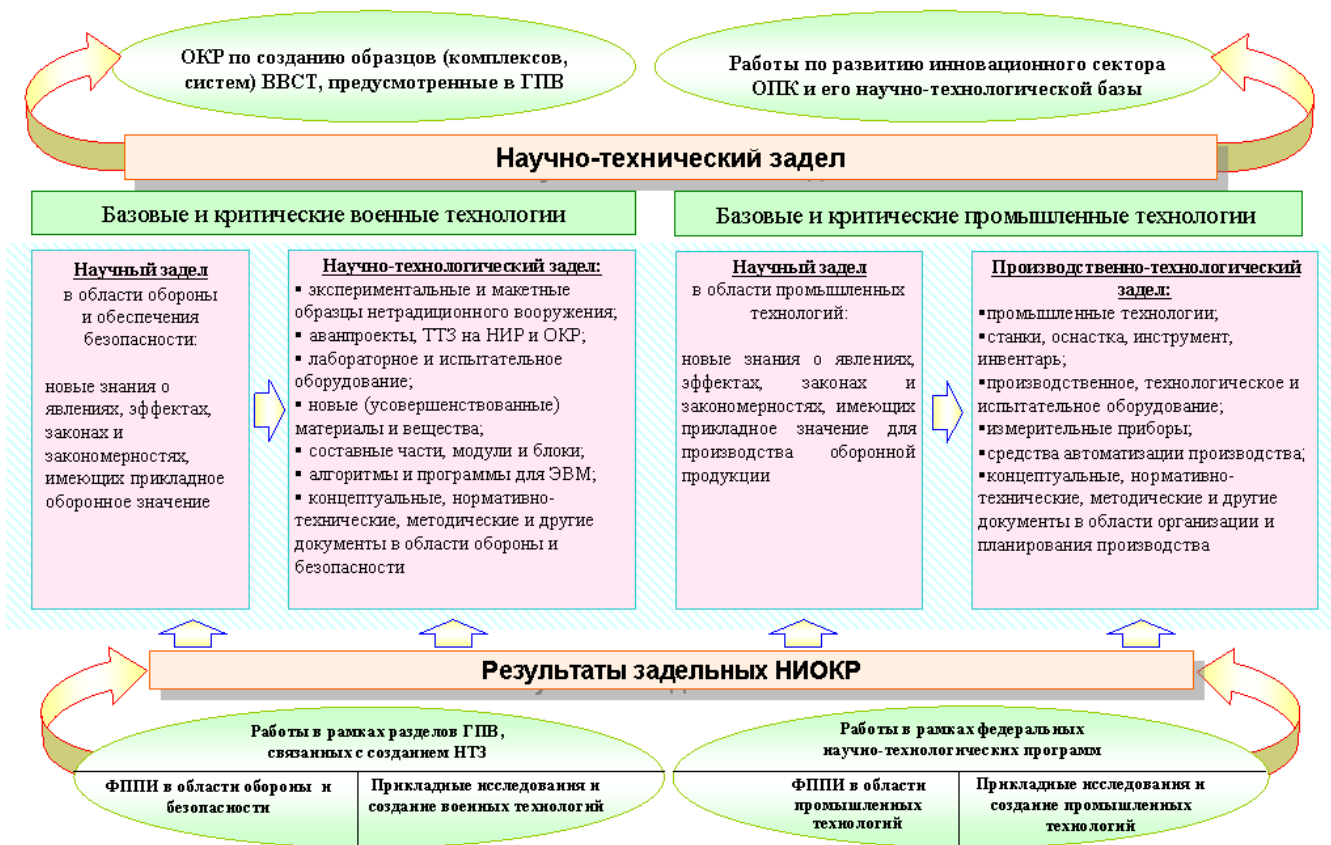 ОКР по созданию образцов (комплексов,
систем) ВВСТ, предусмотренные в ГПВ
Работы по развитию инновационного сектора
ОПК и его научно-технологической базы
Научно-технический задел
Базовые и критические военные технологии
Базовые и критические промышленные технологии
Научный задел
в области обороны
и обеспечения
безопасности:
новые знания о
явлениях, эффектах,
законах и
закономерностях,
имеющих прикладное
оборонное значение
Научно-технологический задел:
▪ экспериментальные и макетные
образцы нетрадиционного вооружения;
▪ аванпроекты, ТТЗ на НИР и ОКР;
▪ лабораторное и испытательное
оборудование;
▪ новые (усовершенствованные)
материалы и вещества;
▪ составные части, модули и блоки;
▪ алгоритмы и программы для ЭВМ;
▪ концептуальные, нормативно-
технические, методические и другие
документы в области обороны и
безопасности
Научный задел
в области промышленных
технологий:
новые знания о явлениях,
эффектах, законах и
закономерностях, имеющих
прикладное значение для
производства оборонной
продукции
Производственно-технологический
задел:
▪промышленные технологии;
▪станки, оснастка, инструмент,
инвентарь;
▪производственное, технологическое и
испытательное оборудование;
▪измерительные приборы;
▪средства автоматизации производства;
▪концептуальные, нормативно-
технические, методические и другие
документы в области организации и
планирования производства
Результаты задельных НИОКР
Работы в рамках разделов ГПВ,
связанных с созданием НТЗ
ФППИ в области обороны и
безопасности
Прикладные исследования и
создание военных технологий
Работы в рамках федеральных
научно-технологических программ
ФППИ в области
промышленных
технологий
Прикладные исследования и
создание промышленных
технологий